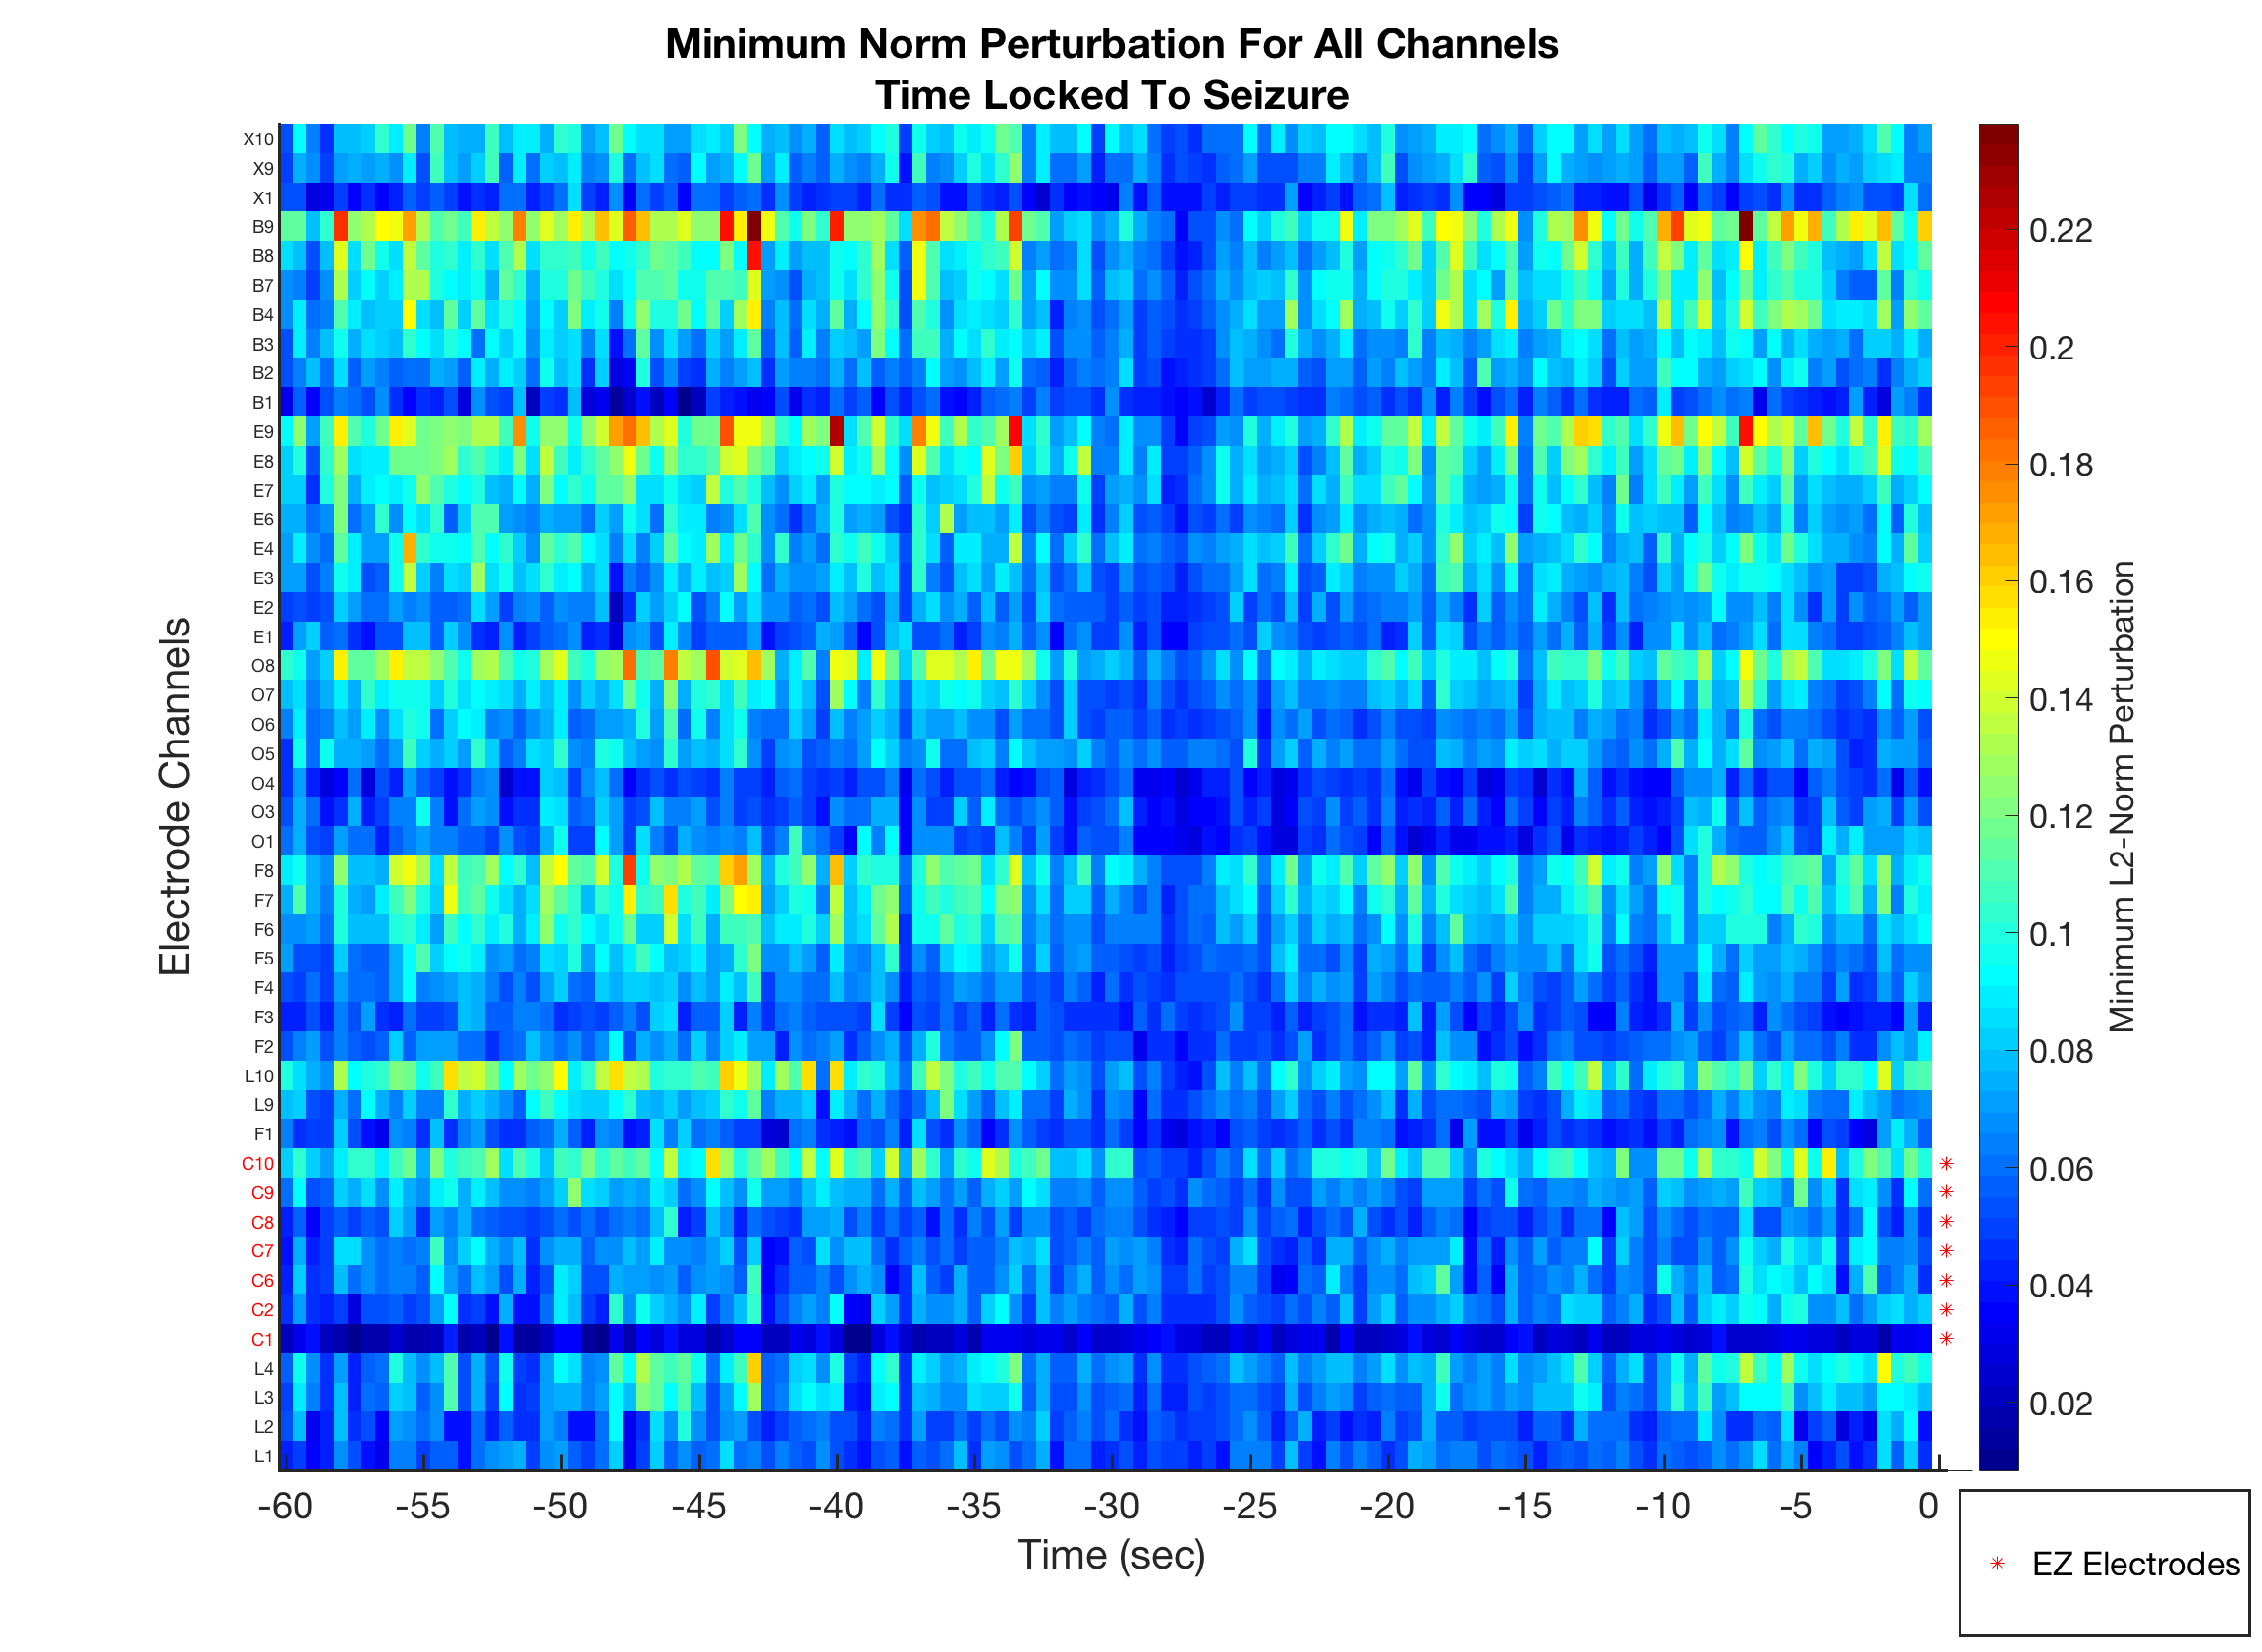 Minimum Norm Perturbation For All Channels
Time Locked To Seizure
X10
X9
X1
B9
B8
B7
B4
B3
B2
B1
E9
E8
E7
E6
E4
E3
E2
E1
O8
O7
O6
O5
O4
O3
O1
F8
F7
F6
F5
F4
F3
F2
L10
L9
F1
C10
C9
C8
C7
C6
C2
C1
L4
L3
L2
L1
Electrode Channels
-60 -55 -50 -45 -40 -35 -30 -25 -20 -15 -10 -5 0
Time (sec)
0.22
0.2
0.18
0.16
0.14
0.12
0.1
0.08
0.06
0.04
0.02
Minimum L2-Norm Perturbation
EZ Electrodes